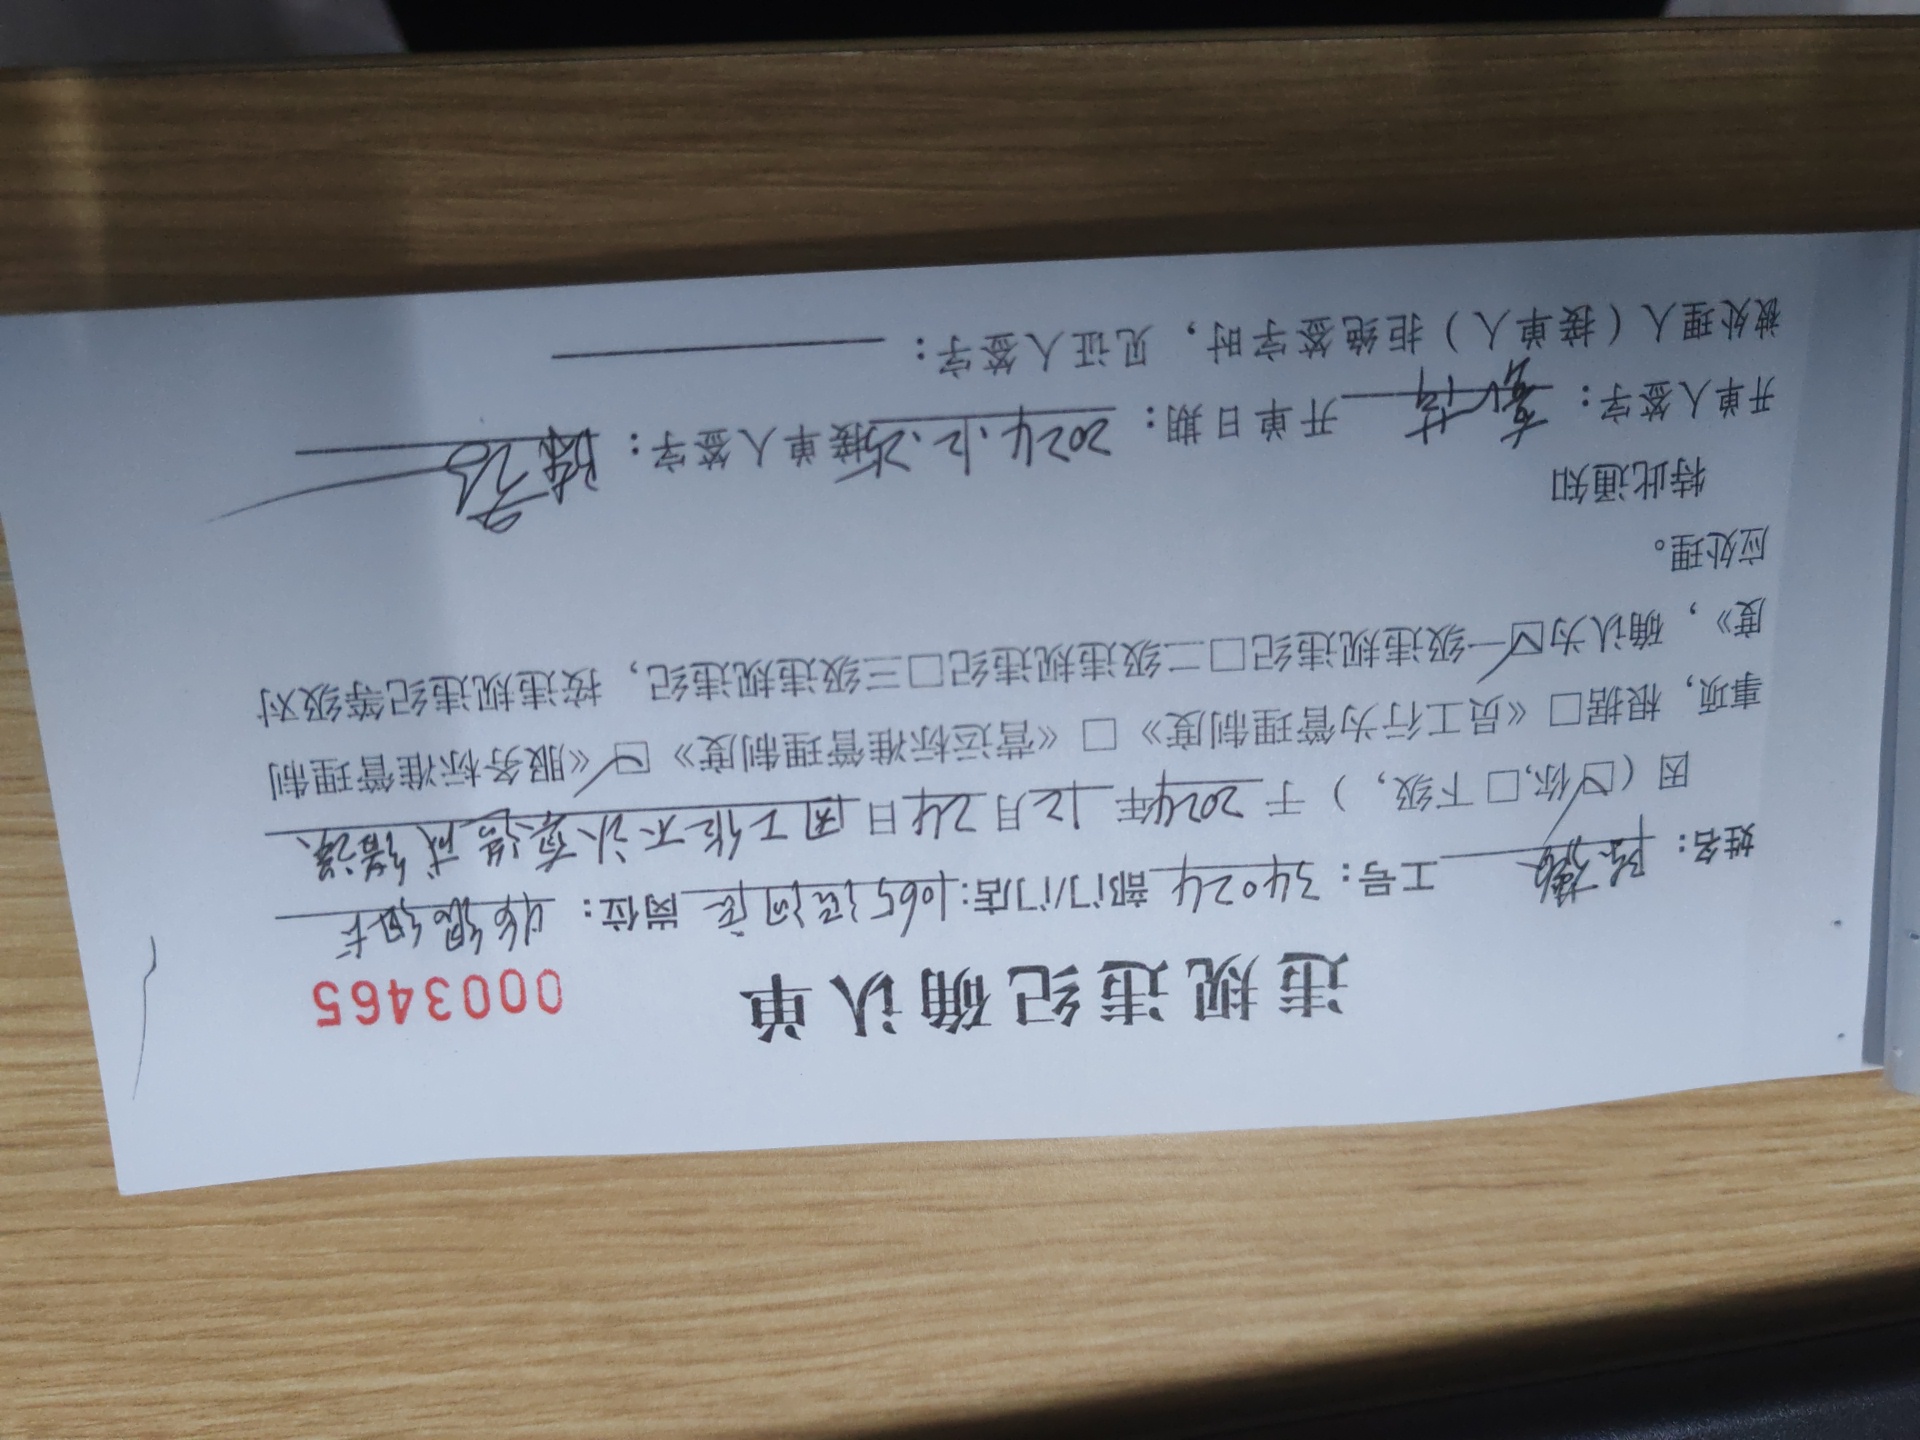 违规违纪确认单 0003465
姓名：陈 工号：34024 部门/门店：1065运河店 岗位：收银组长
因（☑你,□下级，）于2024年12月24日因工作不认真造成错误、
事项，根据□《员工行为管理制度》□《营运标准管理制度》☑《服务标准管理制
度》，确认为☑一级违规违纪□二级违规违纪□三级违规违纪，按违规违纪等级对
应处理。
特此通知
开单人签字： 开单日期：2024.12.25接单人签字：陈
被处理人（接单人）拒绝签字时，见证人签字：